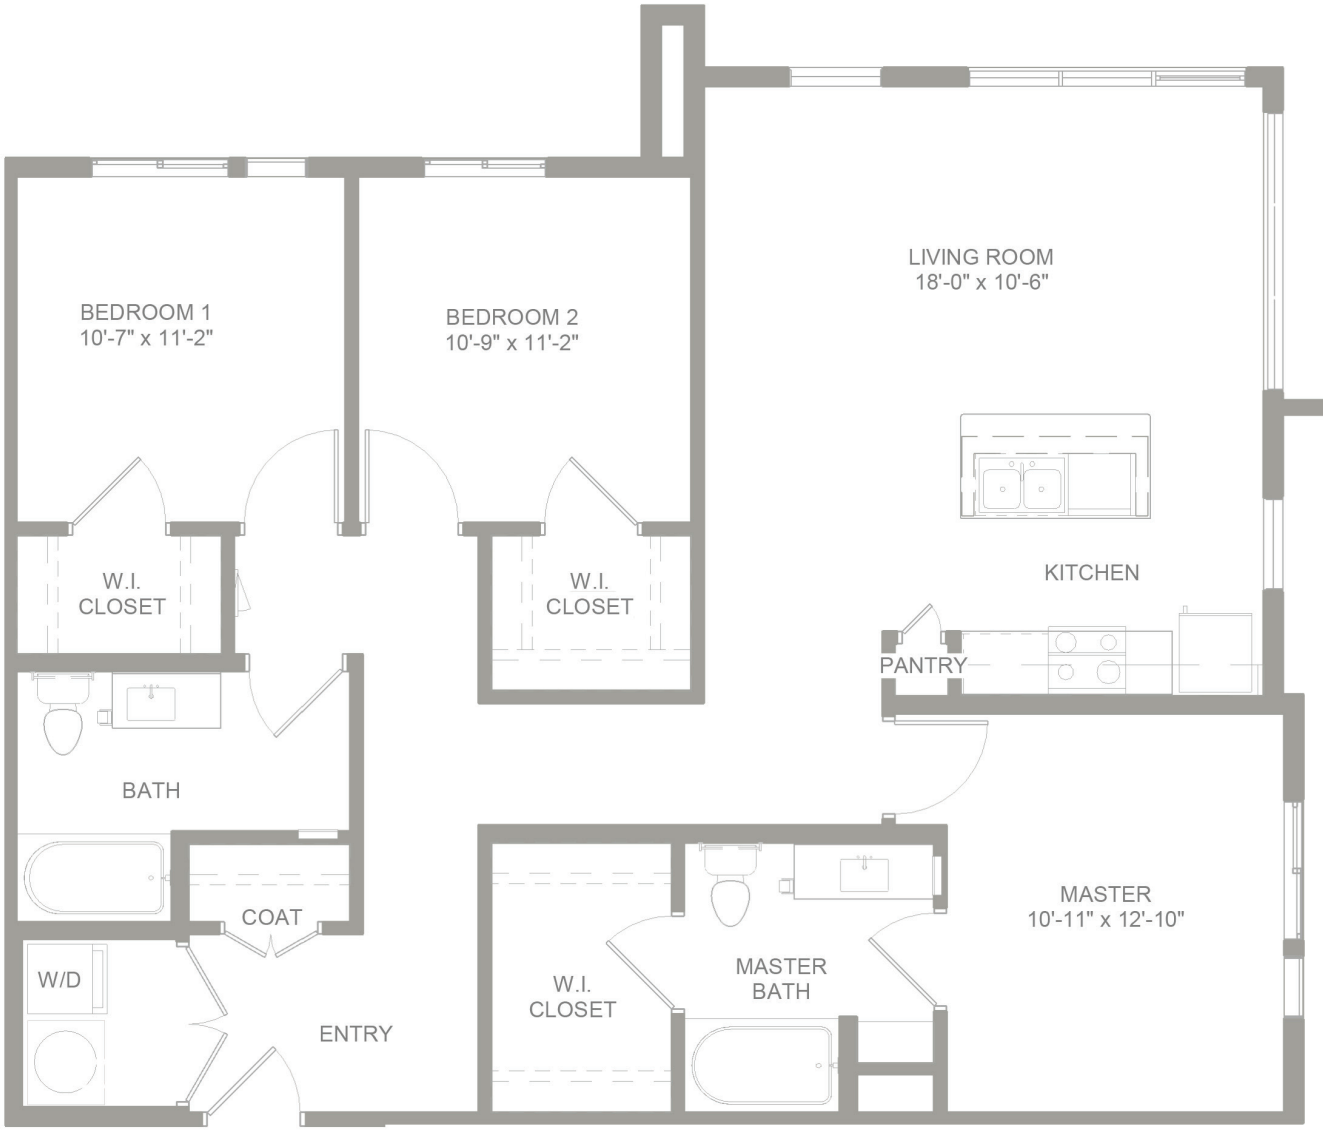 LIVING ROOM
18'-0" x 10'-6"
BEDROOM 1
10'-7" x 11'-2"
BEDROOM 2
10'-9" x 11'-2"
W.I.
CLOSET
W.I.
CLOSET
KITCHEN
PANTRY
BATH
MASTER
10'-11" x 12'-10"
COAT
W/D
MASTER
BATH
W.I.
CLOSET
ENTRY